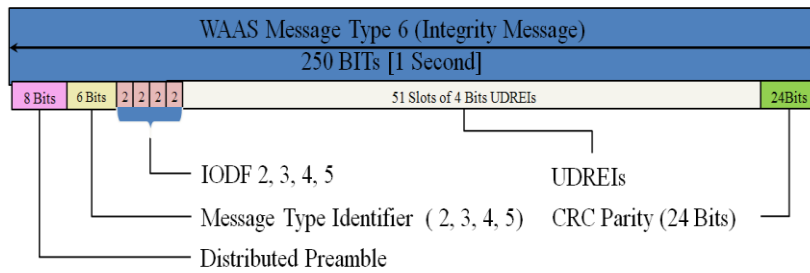 WAAS Message Type 6 (Integrity Message)
250 BITs [1 Second]
8 Bits 6 Bits 2 2 2 2 51 Slots of 4 Bits UDREIs 24Bits
IODF 2, 3, 4, 5 UDREIs
Message Type Identifier ( 2, 3, 4, 5) CRC Parity (24 Bits)
Distributed Preamble